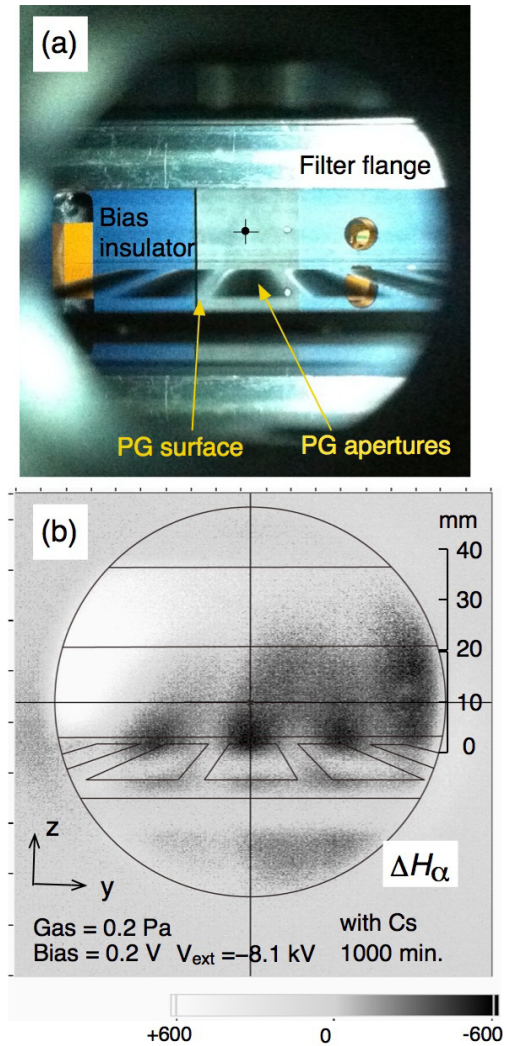 (a)
Filter flange
Bias
insulator
PG surface
PG apertures
(b)
mm
40
30
20
10
0
z
y
ΔHα
Gas = 0.2 Pa
with Cs
Bias = 0.2 V
Vext =−8.1 kV
1000 min.
+600
0
-600